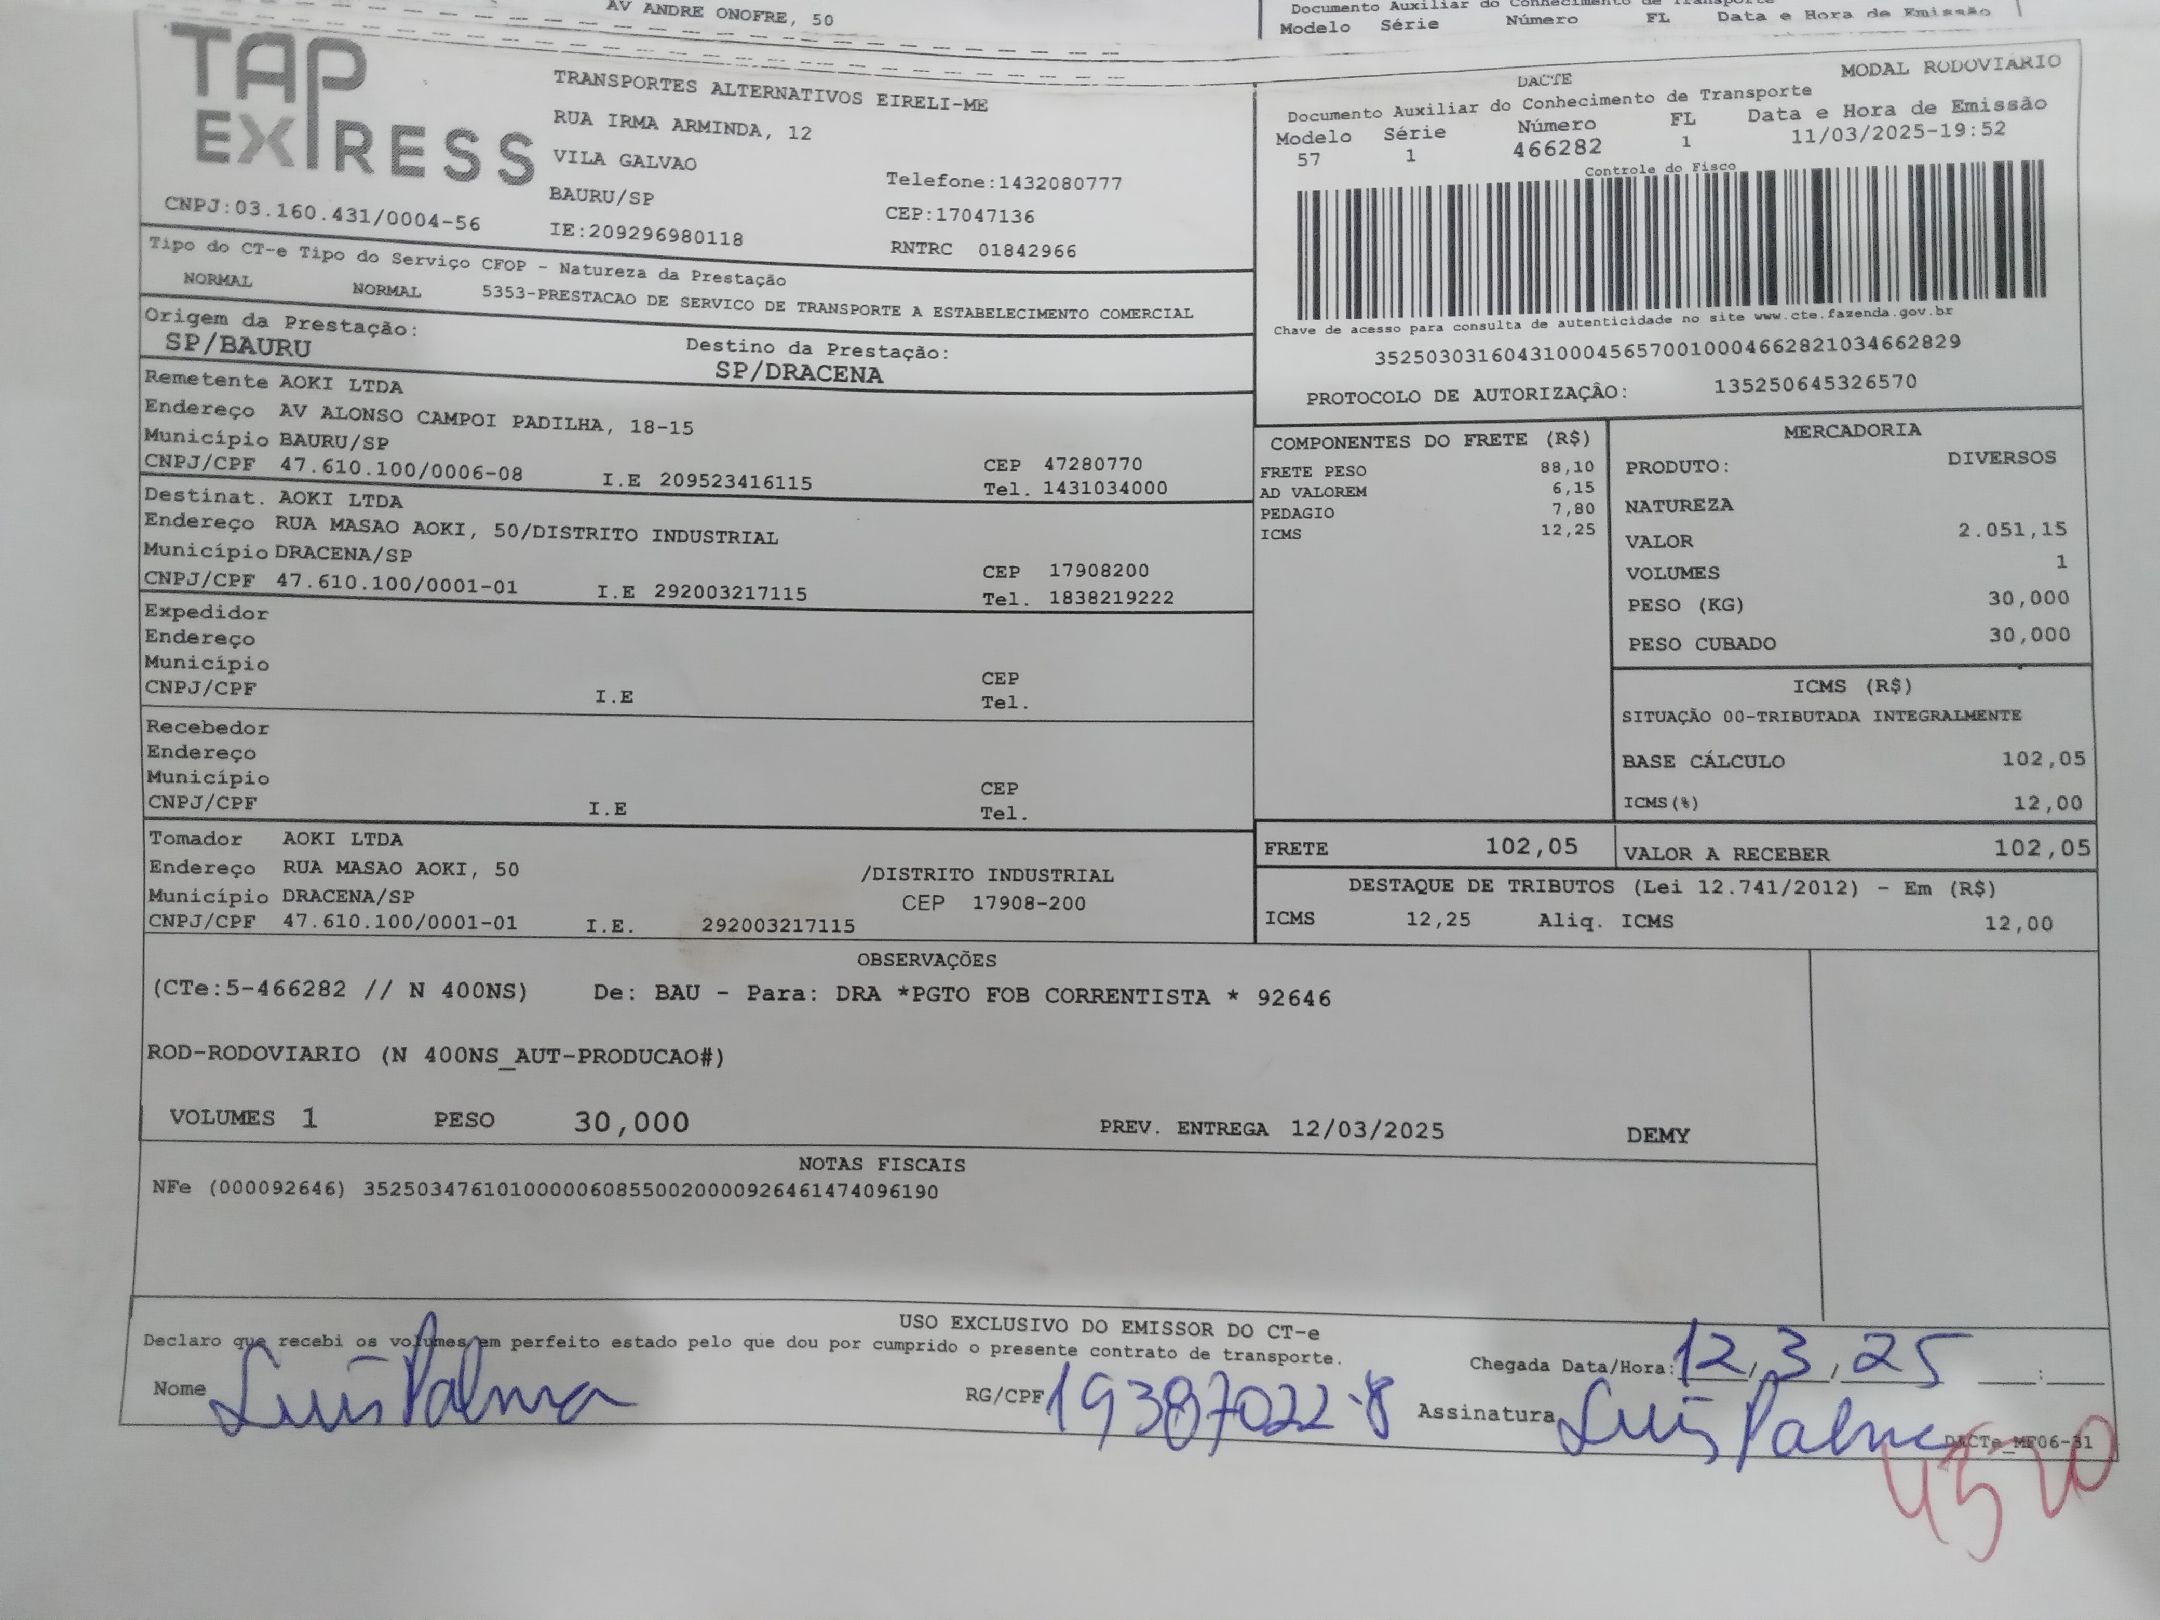 AV ANDRE ONOFRE, 50
Documento Auxiliar do Conhecimento de Transporte
Modelo Série Número FL Data e Hora de Emissão
TAP EXPRESS
TRANSPORTES ALTERNATIVOS EIRELI-ME
RUA IRMA ARMINDA, 12
VILA GALVAO
Telefone:1432080777
BAURU/SP
CEP:17047136
CNPJ:03.160.431/0004-56
IE:209296980118
RNTRC 01842966
DACTE
MODAL RODOVIÁRIO
Documento Auxiliar do Conhecimento de Transporte
Modelo Série Número FL Data e Hora de Emissão
57 1 466282 1 11/03/2025-19:52
Controle do Fisco
Chave de acesso para consulta de autenticidade no site www.cte.fazenda.gov.br
35250303160431000456570010004662821034662829
PROTOCOLO DE AUTORIZAÇÂO: 135250645326570
Tipo do CT-e Tipo do Serviço CFOP - Natureza da Prestação
NORMAL NORMAL 5353-PRESTACAO DE SERVICO DE TRANSPORTE A ESTABELECIMENTO COMERCIAL
Origem da Prestação:
SP/BAURU
Destino da Prestação:
SP/DRACENA
Remetente AOKI LTDA
Endereço AV ALONSO CAMPOI PADILHA, 18-15
Município BAURU/SP
CEP 47280770
CNPJ/CPF 47.610.100/0006-08 I.E 209523416115 Tel. 1431034000
Destinat. AOKI LTDA
Endereço RUA MASAO AOKI, 50/DISTRITO INDUSTRIAL
Município DRACENA/SP
CEP 17908200
CNPJ/CPF 47.610.100/0001-01 I.E 292003217115 Tel. 1838219222
Expedidor
Endereço
Município
CEP
CNPJ/CPF I.E Tel.
Recebedor
Endereço
Município
CEP
CNPJ/CPF I.E Tel.
Tomador AOKI LTDA
Endereço RUA MASAO AOKI, 50 /DISTRITO INDUSTRIAL
Município DRACENA/SP CEP 17908-200
CNPJ/CPF 47.610.100/0001-01 I.E. 292003217115
COMPONENTES DO FRETE (R$)
FRETE PESO 88,10
AD VALOREM 6,15
PEDAGIO 7,80
ICMS 12,25
MERCADORIA
PRODUTO: DIVERSOS
NATUREZA
VALOR 2.051,15
VOLUMES 1
PESO (KG) 30,000
PESO CUBADO 30,000
ICMS (R$)
SITUAÇÃO 00-TRIBUTADA INTEGRALMENTE
BASE CÁLCULO 102,05
ICMS(%) 12,00
FRETE 102,05
VALOR A RECEBER 102,05
DESTAQUE DE TRIBUTOS (Lei 12.741/2012) - Em (R$)
ICMS 12,25 Aliq. ICMS 12,00
OBSERVAÇÕES
(CTe:5-466282 // N 400NS) De: BAU - Para: DRA *PGTO FOB CORRENTISTA * 92646
ROD-RODOVIARIO (N 400NS_AUT-PRODUCAO#)
VOLUMES 1 PESO 30,000 PREV. ENTREGA 12/03/2025 DEMY
NOTAS FISCAIS
NFe (000092646) 35250347610100000608550020000926461474096190
USO EXCLUSIVO DO EMISSOR DO CT-e
Declaro que recebi os volumes em perfeito estado pelo que dou por cumprido o presente contrato de transporte.
Chegada Data/Hora: 12/3/25 :
Nome Luís Palma RG/CPF 19387022-8 Assinatura Luís Palma
DACTe_MF06-31